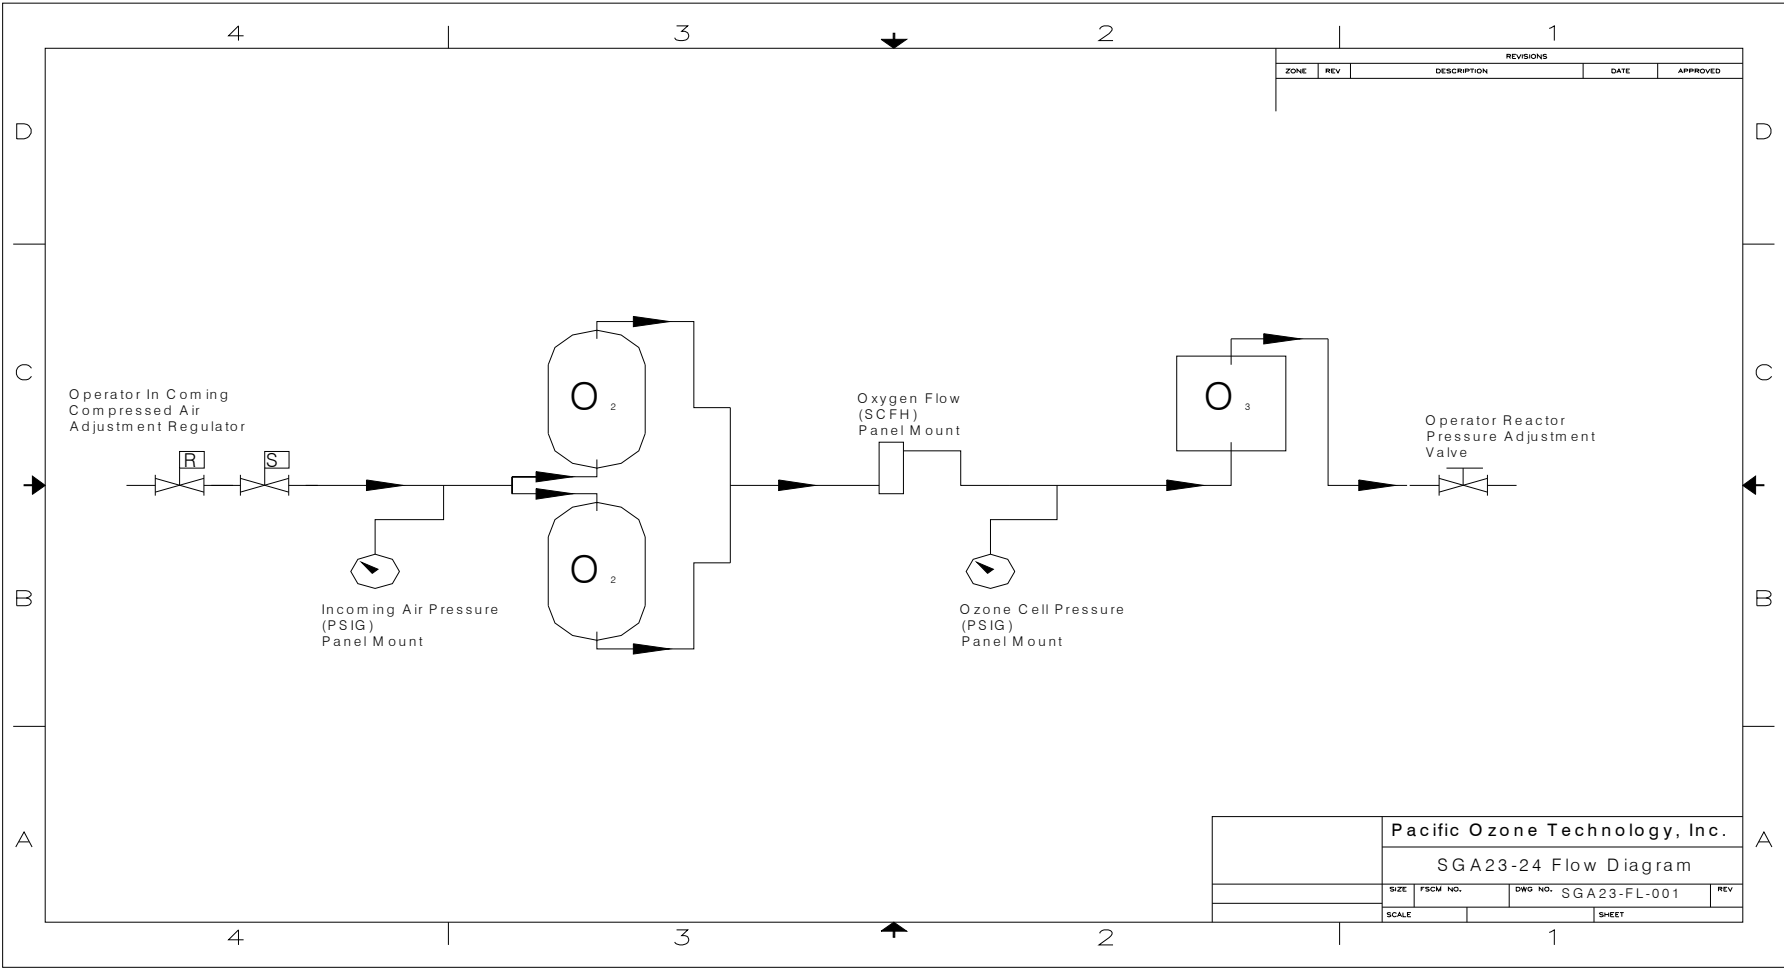 4 3 2 1
REVISIONS
ZONE REV DESCRIPTION DATE APPROVED
D D
C C
Operator In Coming
Compressed Air
Adjustment Regulator
R S
O 2
Oxygen Flow
(SCFH)
Panel Mount
O 3
Operator Reactor
Pressure Adjustment
Valve
O 2
B B
Incoming Air Pressure
(PSIG)
Panel Mount
Ozone Cell Pressure
(PSIG)
Panel Mount
A A
Pacific Ozone Technology, Inc.
SGA23-24 Flow Diagram
SIZE FSCM NO. DWG NO. SGA23-FL-001 REV
SCALE SHEET
4 3 2 1